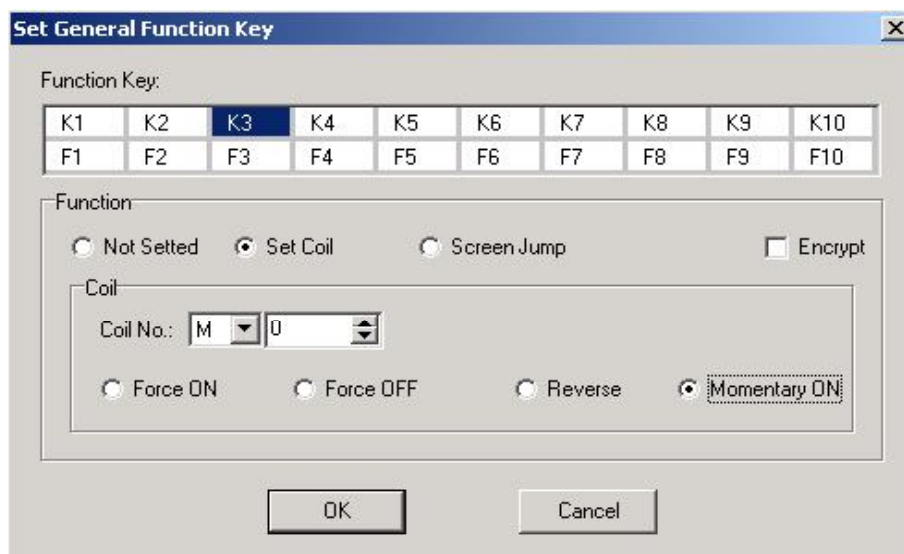 Set General Function Key
Function Key:
K1 K2 K3 K4 K5 K6 K7 K8 K9 K10
F1 F2 F3 F4 F5 F6 F7 F8 F9 F10
Function
Not Setted Set Coil Screen Jump Encrypt
Coil
Coil No.: M 0
Force ON Force OFF Reverse Momentary ON
OK Cancel